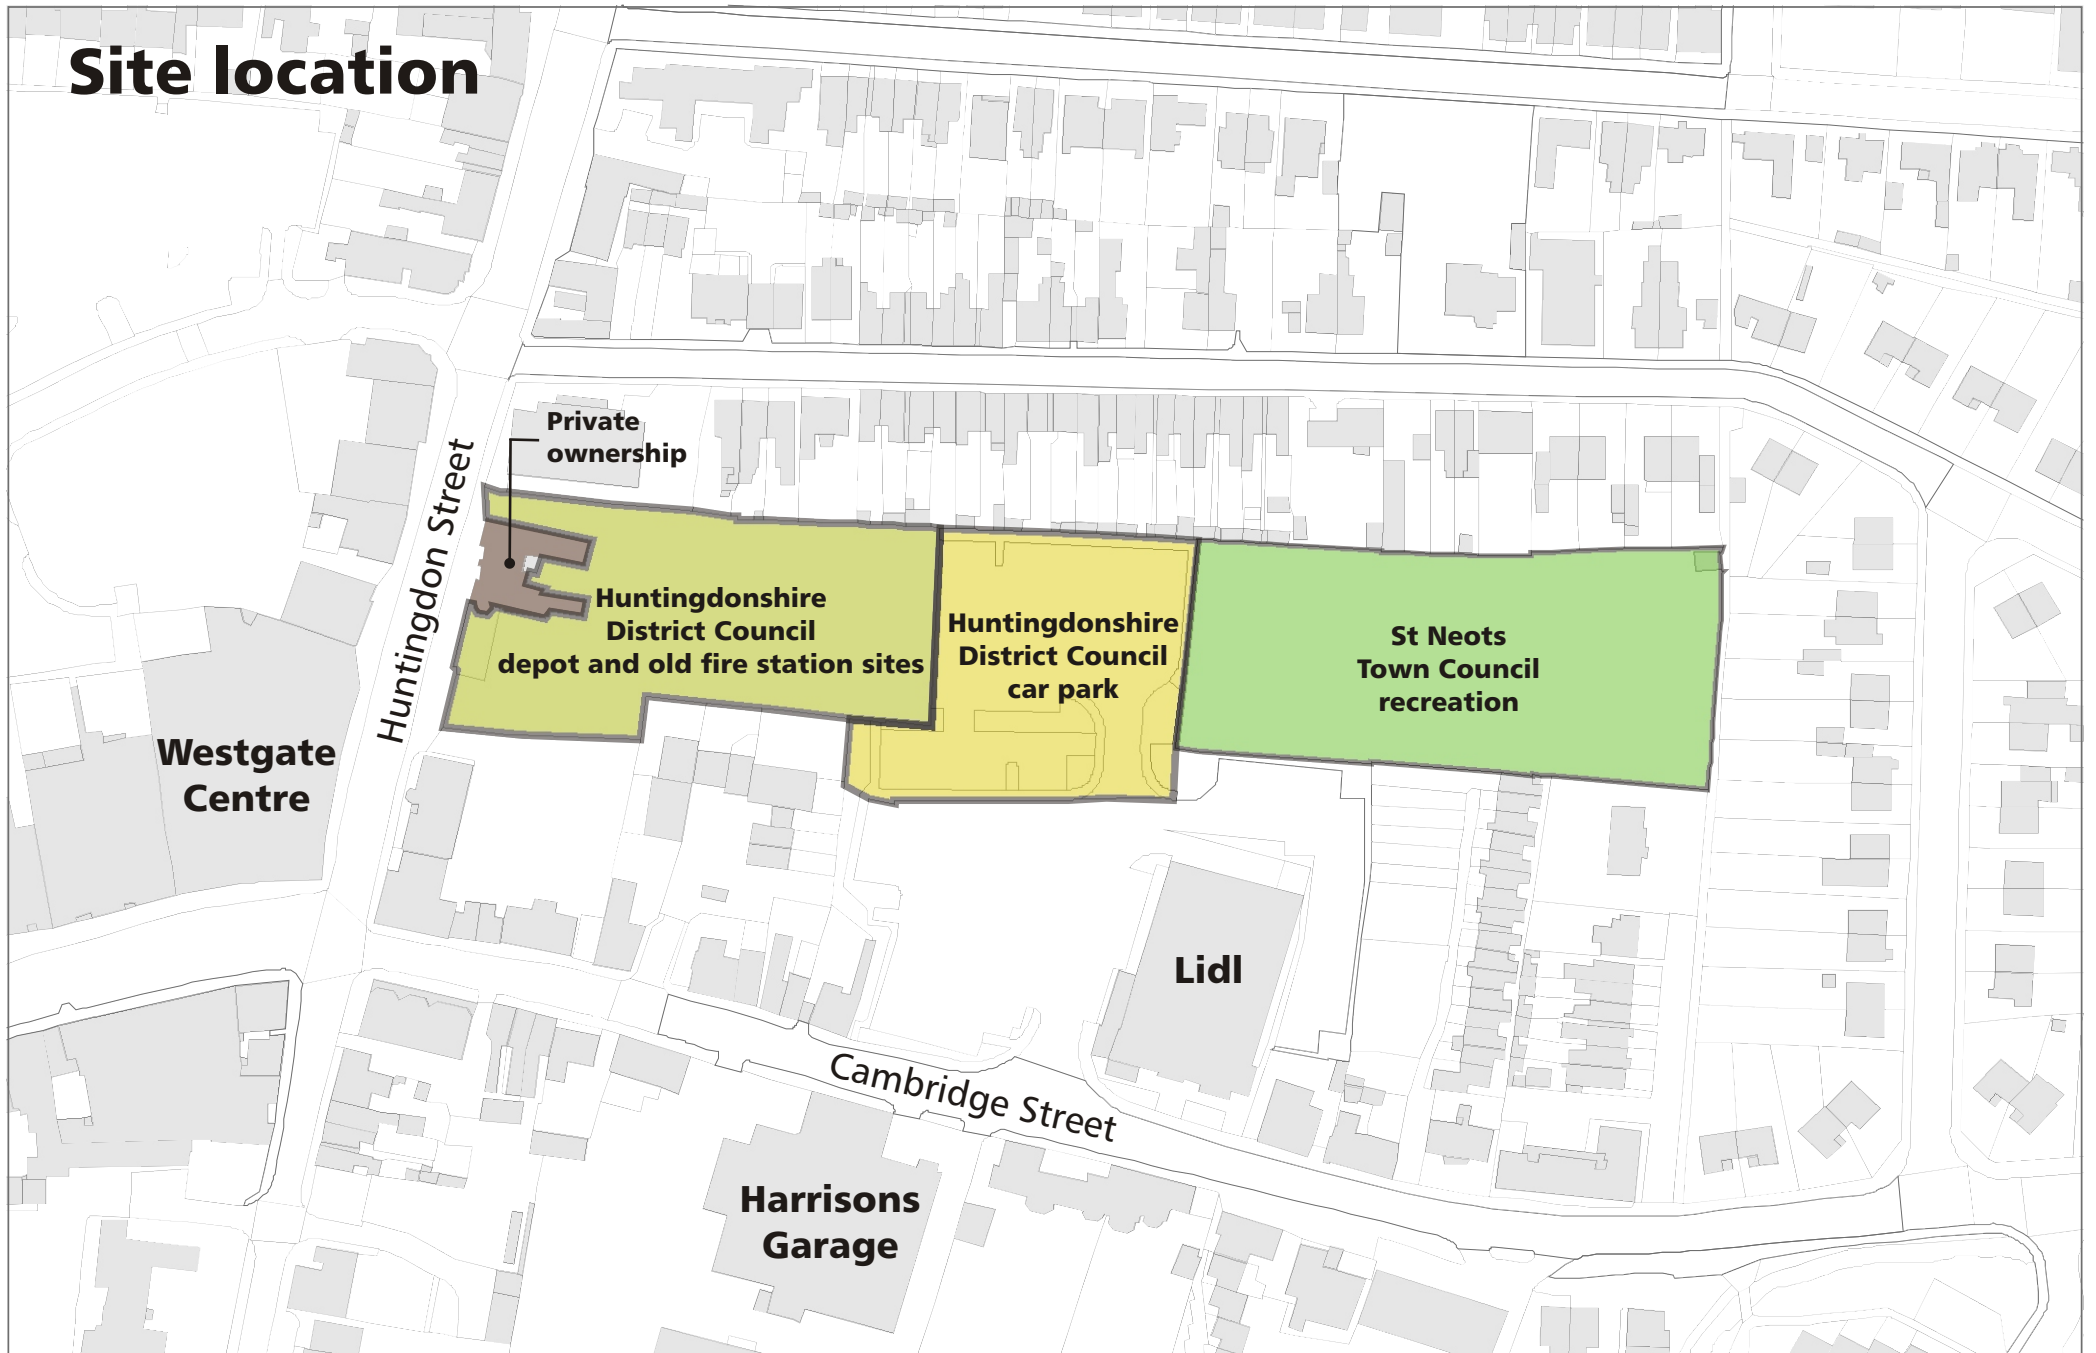 Site location
Private
ownership
Huntingdon Street
Huntingdonshire
District Council
depot and old fire station sites
Huntingdonshire
District Council
car park
St Neots
Town Council
recreation
Westgate
Centre
Lidl
Cambridge Street
Harrisons
Garage